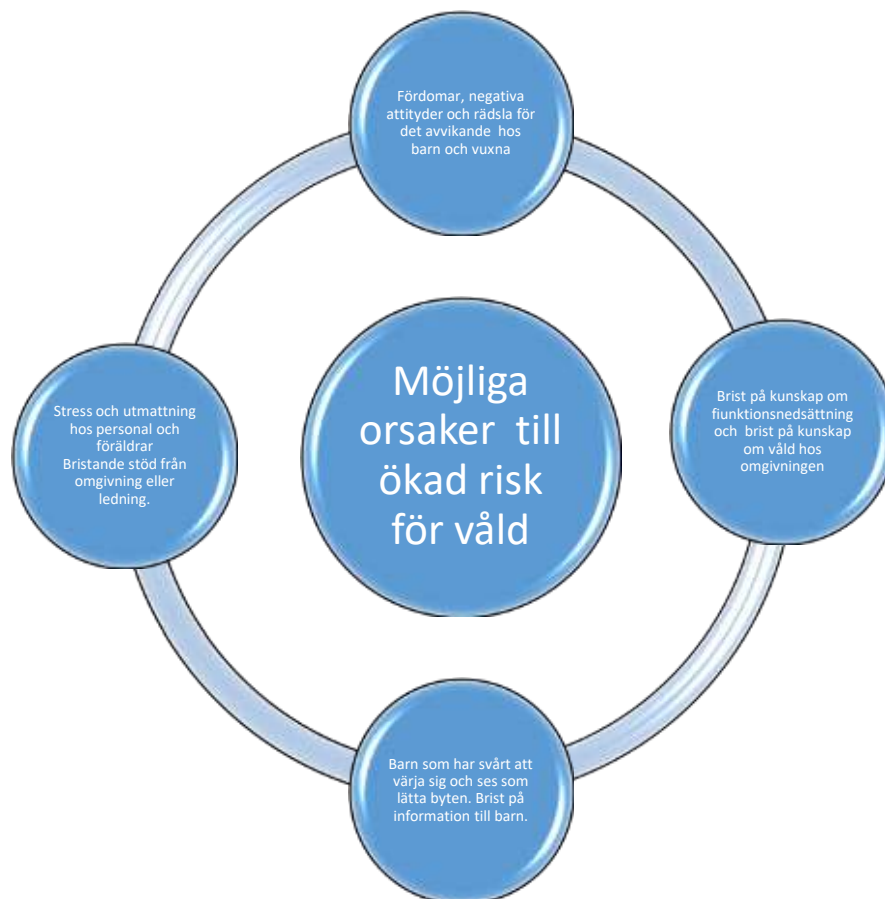 Fördomar, negativa
attityder och rädsla för
det avvikande hos
barn och vuxna
Möjliga
orsaker till
ökad risk
för våld
Brist på kunskap om
fiunktionsnedsättning
och brist på kunskap
om våld hos
omgivningen
Barn som har svårt att
värja sig och ses som
lätta byten. Brist på
information till barn.
Stress och utmattning
hos personal och
föräldrar
Bristande stöd från
omgivning eller
ledning.